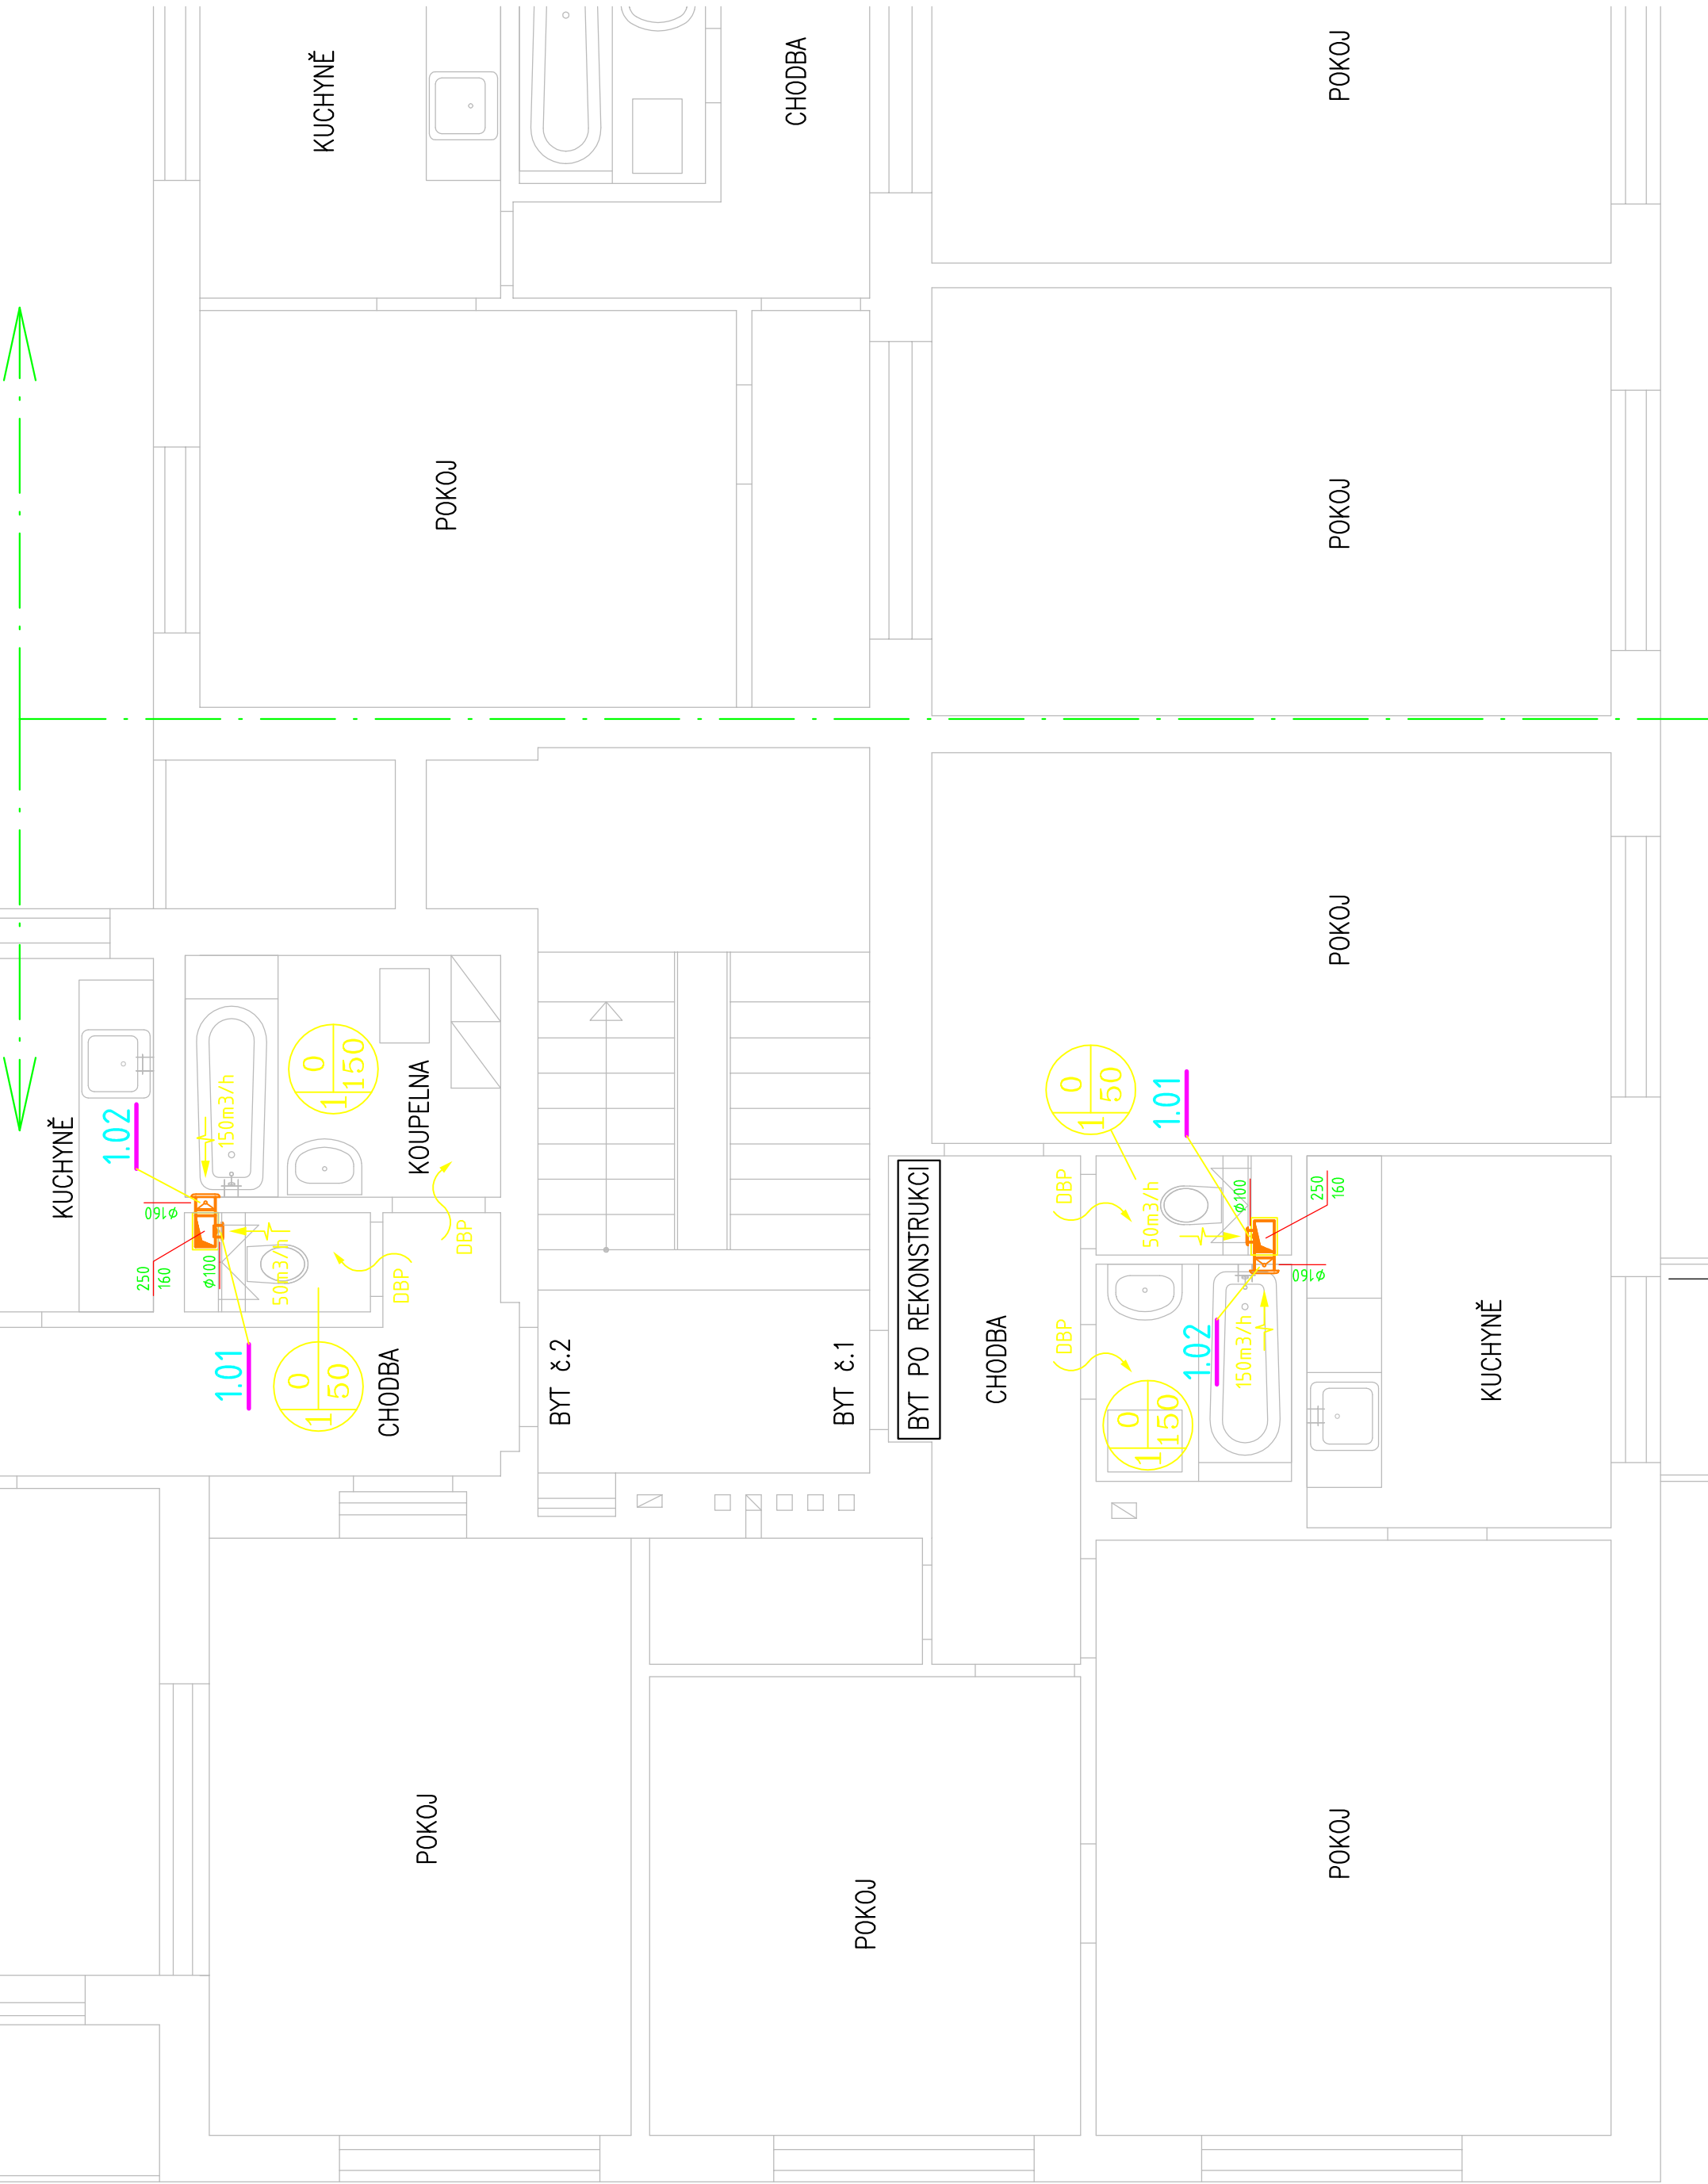 KUCHYNĚ
CHODBA
POKOJ
POKOJ
POKOJ
POKOJ
KUCHYNĚ
1.02
150m3/h
0
1
150
KOUPELNA
ø160
250
160
ø100
50m3/h
DBP
DBP
1.01
0
1
50
CHODBA
BYT č.2
BYT č.1
BYT PO REKONSTRUKCI
CHODBA
0
1
50
1.01
DBP
50m3/h
ø100
250
160
ø160
DBP
1.02
150m3/h
0
1
150
KUCHYNĚ
POKOJ
POKOJ
POKOJ